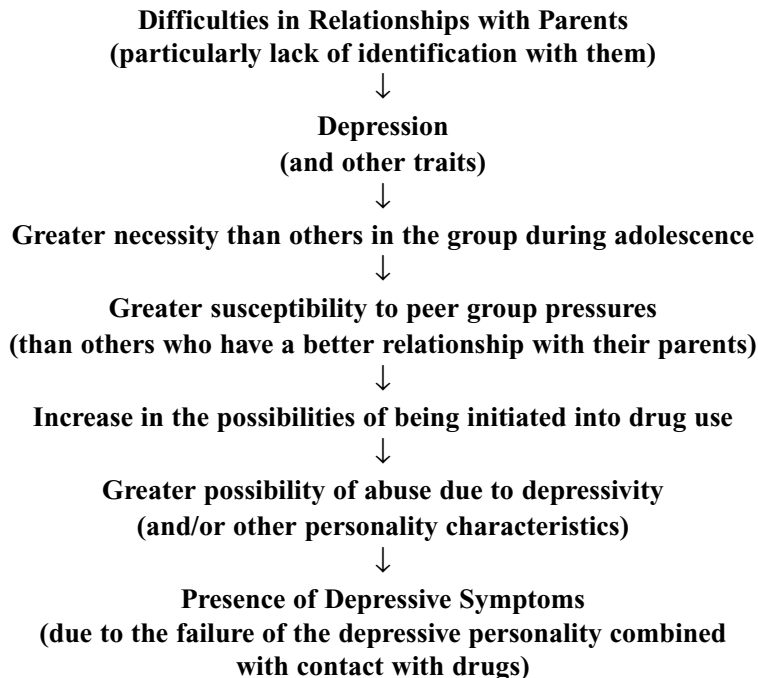 Difficulties in Relationships with Parents
(particularly lack of identification with them)
↓
Depression
(and other traits)
↓
Greater necessity than others in the group during adolescence
↓
Greater susceptibility to peer group pressures
(than others who have a better relationship with their parents)
↓
Increase in the possibilities of being initiated into drug use
↓
Greater possibility of abuse due to depressivity
(and/or other personality characteristics)
↓
Presence of Depressive Symptoms
(due to the failure of the depressive personality combined
with contact with drugs)